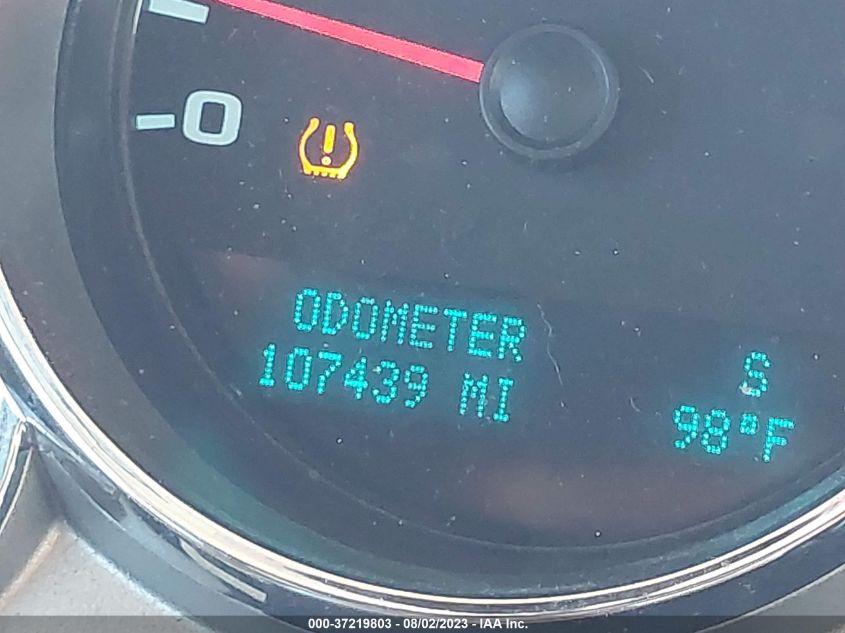 0
ODOMETER
107439 MI
S
98°F
000-37219803 - 08/02/2023 - IAA Inc.